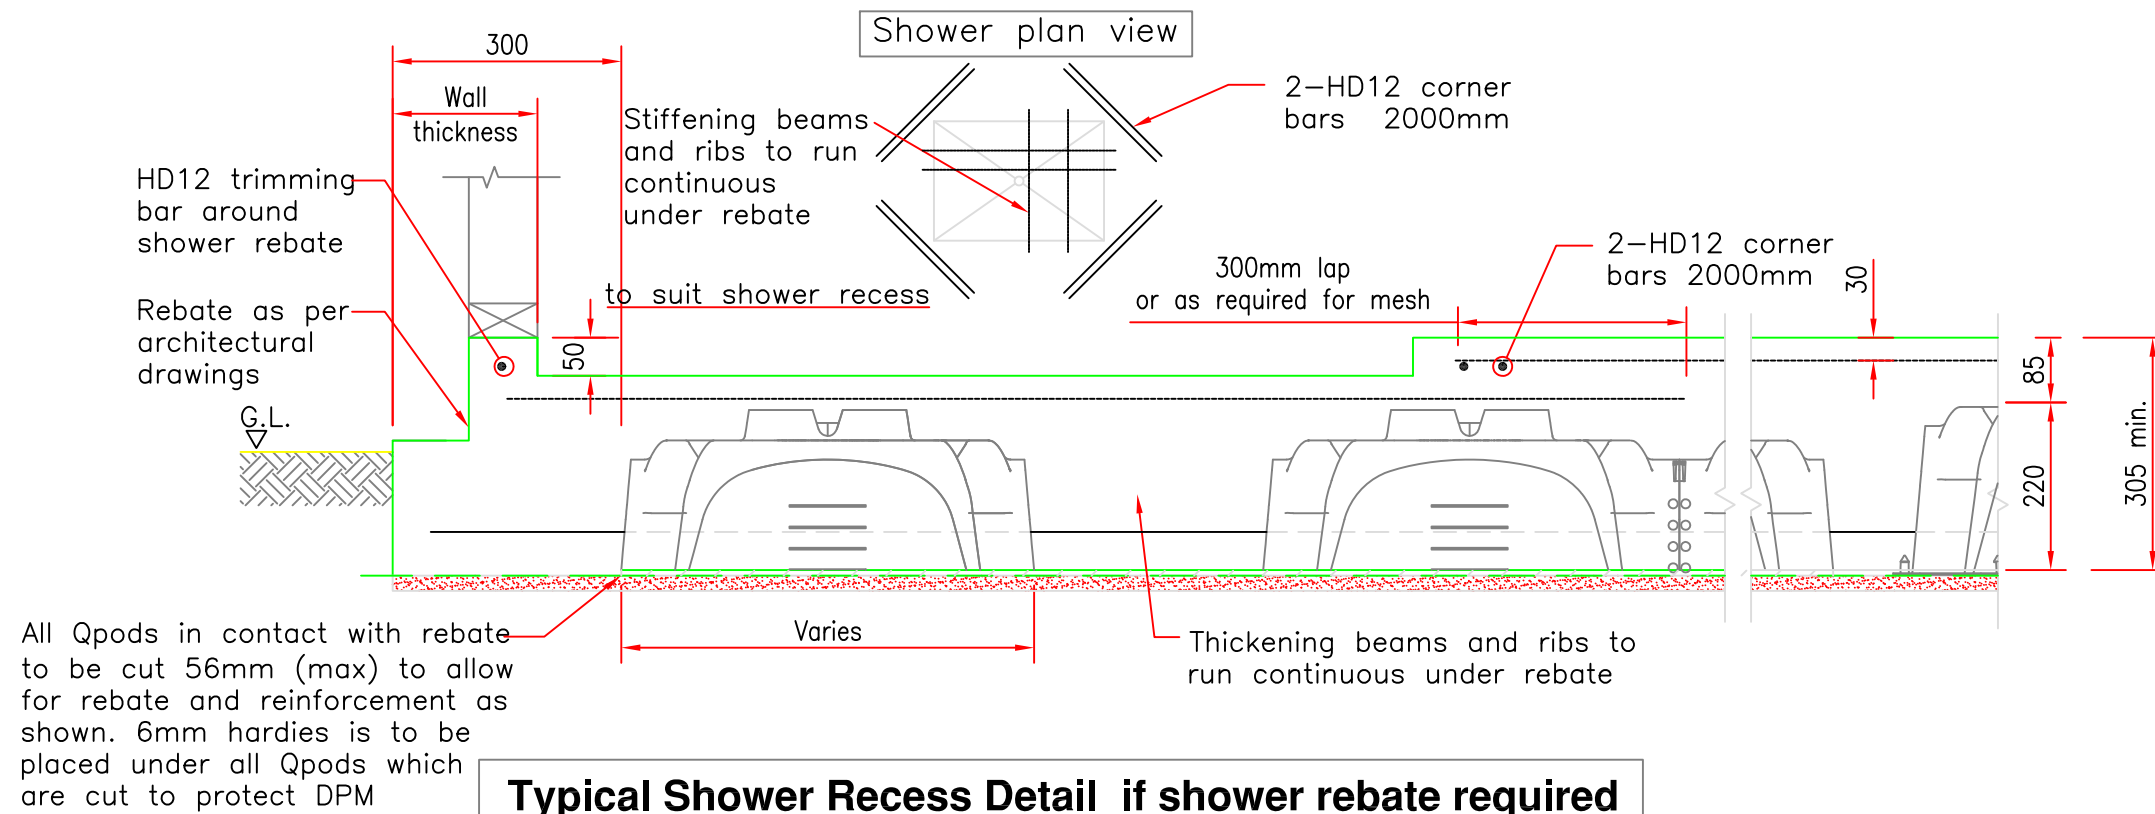 Shower plan view
300
Wall
thickness
HD12 trimming
bar around
shower rebate
Stiffening beams
and ribs to run
continuous
under rebate
2-HD12 corner
bars 2000mm
2-HD12 corner
bars 2000mm
300mm lap
or as required for mesh
to suit shower recess
30
Rebate as per
architectural
drawings
50
85
G.L.
220
305 min.
All Qpods in contact with rebate
to be cut 56mm (max) to allow
for rebate and reinforcement as
shown. 6mm hardies is to be
placed under all Qpods which
are cut to protect DPM
Varies
Thickening beams and ribs to
run continuous under rebate
Typical Shower Recess Detail if shower rebate required